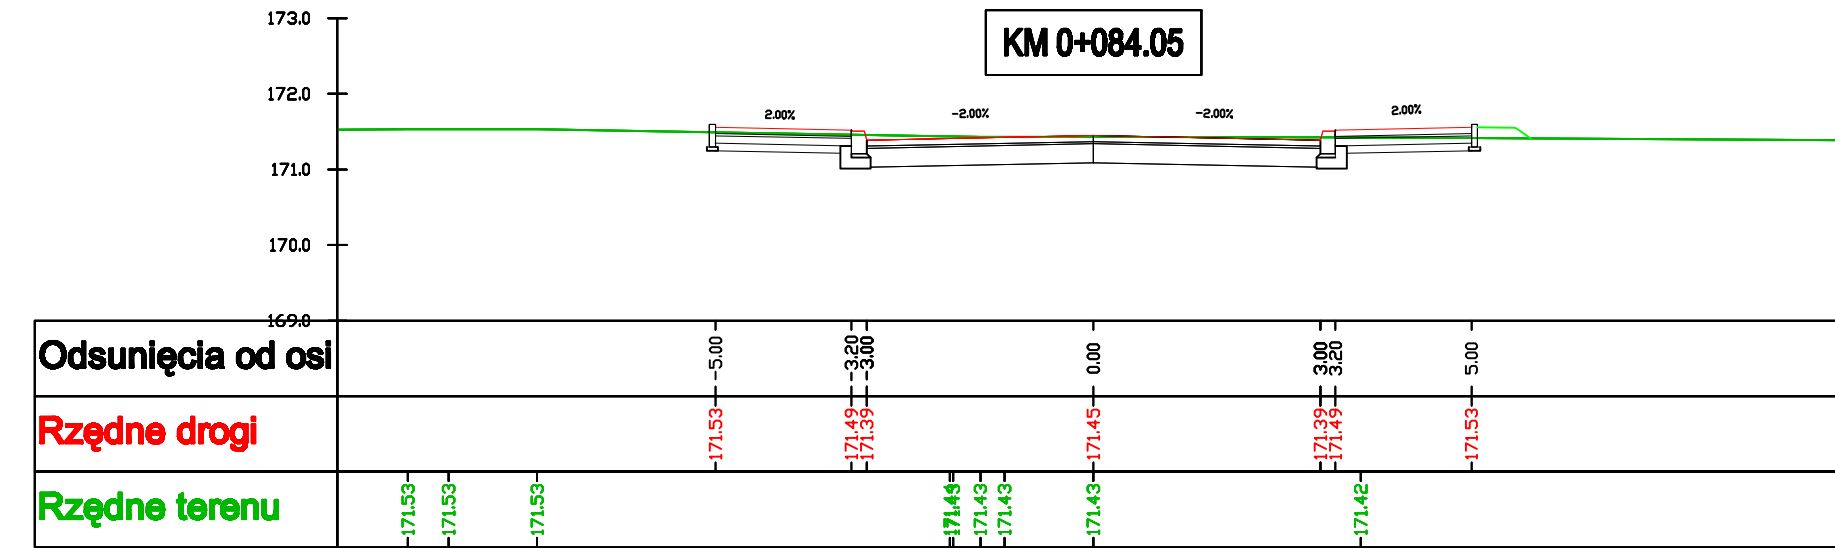 173.0
KM 0+084.05
172.0
2.00% -2.00% -2.00% 2.00%
171.0
170.0
169.0
Odsunięcia od osi -5.00 -3.20 -3.00 0.00 3.00 3.20 5.00
Rzędne drogi 171.53 171.49 171.39 171.45 171.39 171.49 171.53
Rzędne terenu 171.53 171.53 171.53 171.43 171.43 171.43 171.42